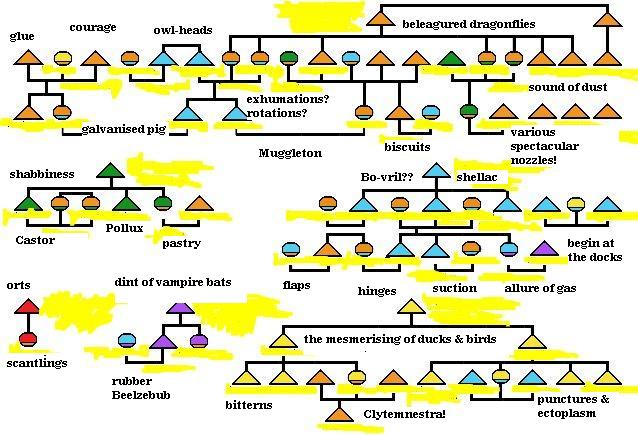 courage
beleagured dragonflies
glue
owl-heads
sound of dust
exhumations?
rotations?
galvanised pig
various
spectacular
nozzles!
biscuits
Muggleton
shabbiness
Bo-vril??
shellac
Castor
Pollux
pastry
begin at
the docks
flaps
hinges
suction
allure of gas
orts
dint of vampire bats
the mesmerising of ducks & birds
scantlings
rubber
Beelzebub
bitterns
Clytemnestra!
punctures &
ectoplasm